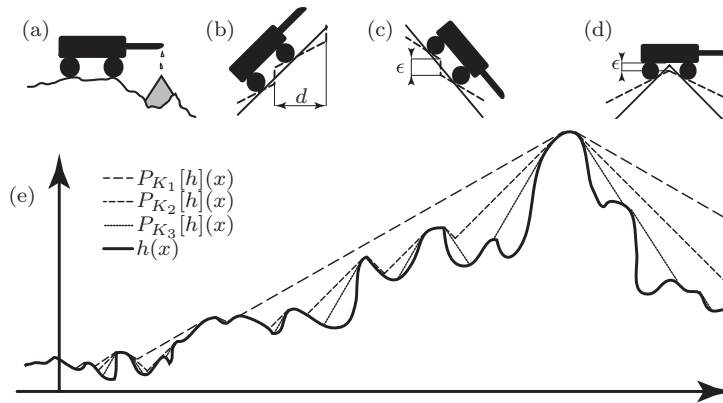 (a)
(b)
(c)
(d)
ϵ
ϵ
d
(e)
P_{K_1}[h](x)
P_{K_2}[h](x)
P_{K_3}[h](x)
h(x)